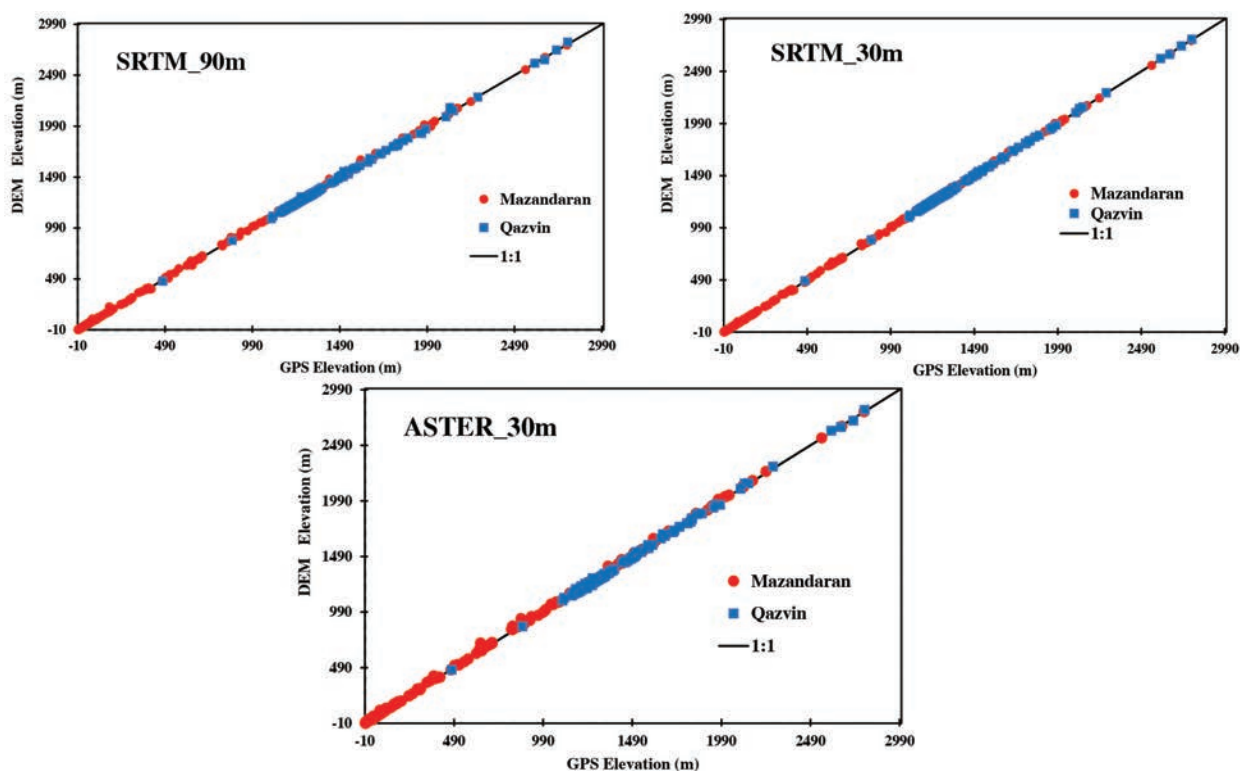 SRTM_90m
DEM Elevation (m)
2990
2490
1990
1490
990
490
-10
Mazandaran
Qazvin
1:1
-10 490 990 1490 1990 2490 2990
GPS Elevation (m)
SRTM_30m
DEM Elevation (m)
2990
2490
1990
1490
990
490
-10
Mazandaran
Qazvin
1:1
-10 490 990 1490 1990 2490 2990
GPS Elevation (m)
ASTER_30m
DEM Elevation (m)
2990
2490
1990
1490
990
490
-10
Mazandaran
Qazvin
1:1
-10 490 990 1490 1990 2490 2990
GPS Elevation (m)